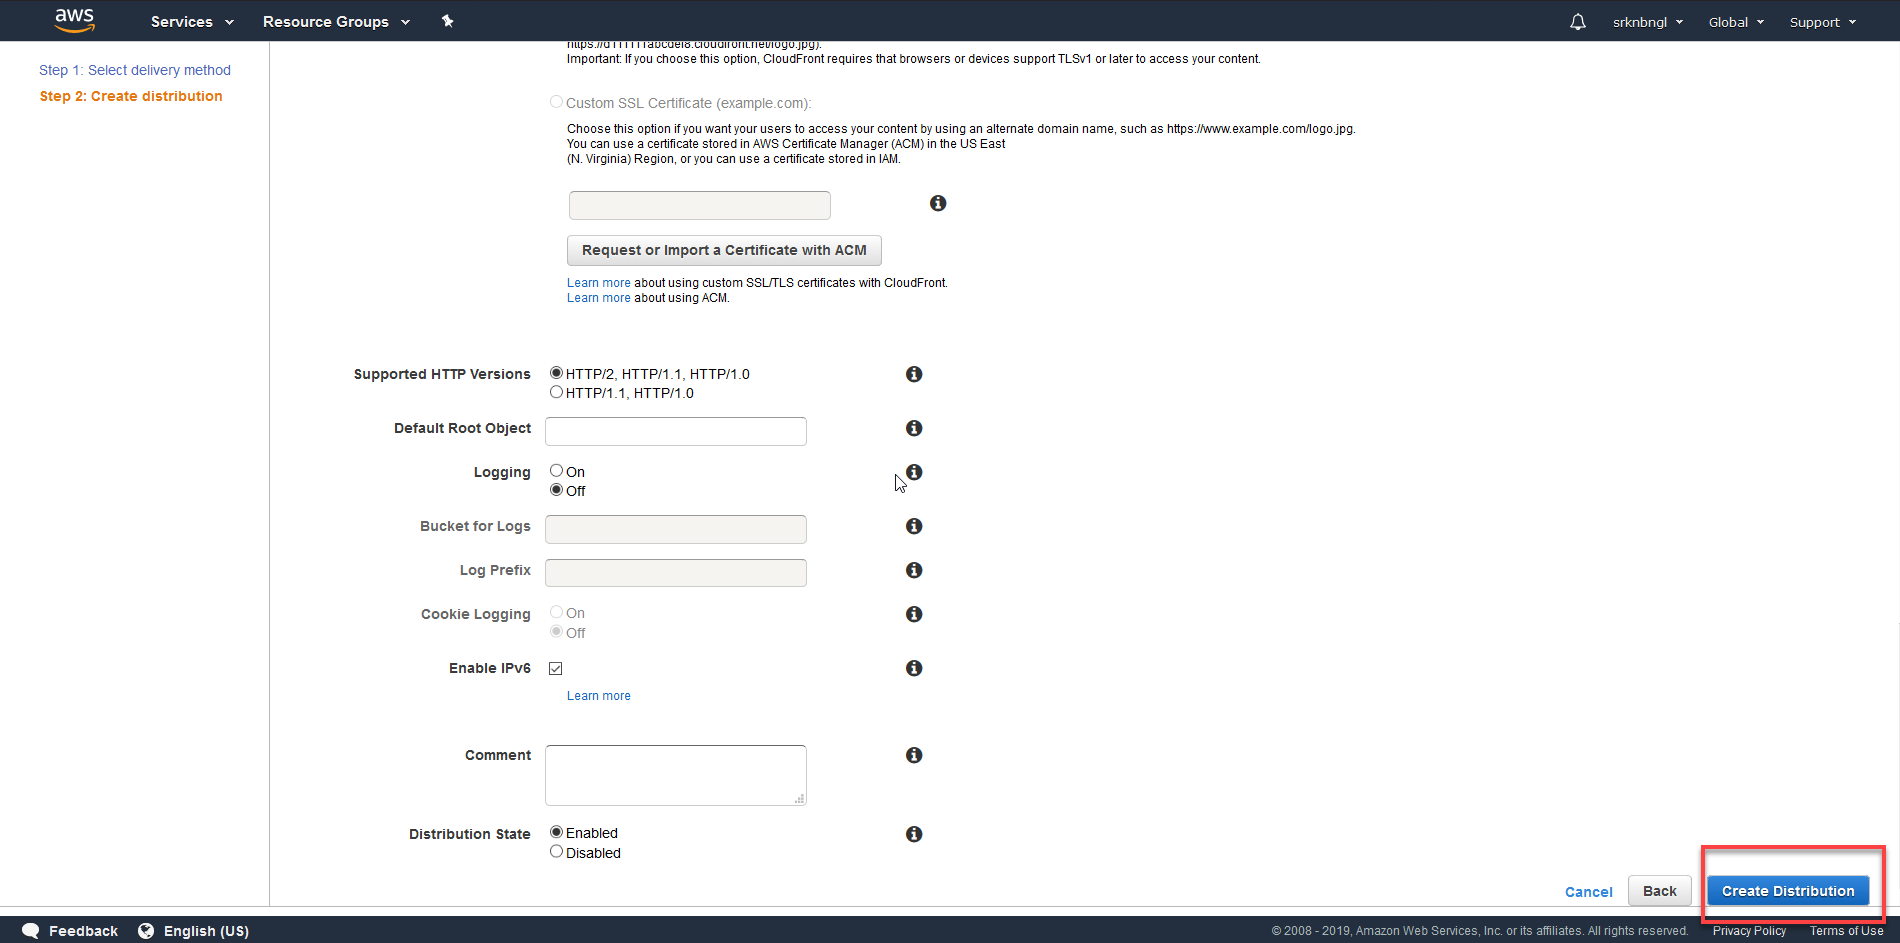 aws Services Resource Groups srknbngl Global Support
Step 1: Select delivery method
Step 2: Create distribution
https://d111111abcdef8.cloudfront.net/logo.jpg).
Important: If you choose this option, CloudFront requires that browsers or devices support TLSv1 or later to access your content.
Custom SSL Certificate (example.com):
Choose this option if you want your users to access your content by using an alternate domain name, such as https://www.example.com/logo.jpg.
You can use a certificate stored in AWS Certificate Manager (ACM) in the US East
(N. Virginia) Region, or you can use a certificate stored in IAM.
Request or Import a Certificate with ACM
Learn more about using custom SSL/TLS certificates with CloudFront.
Learn more about using ACM.
Supported HTTP Versions HTTP/2, HTTP/1.1, HTTP/1.0
HTTP/1.1, HTTP/1.0
Default Root Object
Logging On
Off
Bucket for Logs
Log Prefix
Cookie Logging On
Off
Enable IPv6
Learn more
Comment
Distribution State Enabled
Disabled
Cancel Back Create Distribution
Feedback English (US) © 2008 - 2019, Amazon Web Services, Inc. or its affiliates. All rights reserved. Privacy Policy Terms of Use